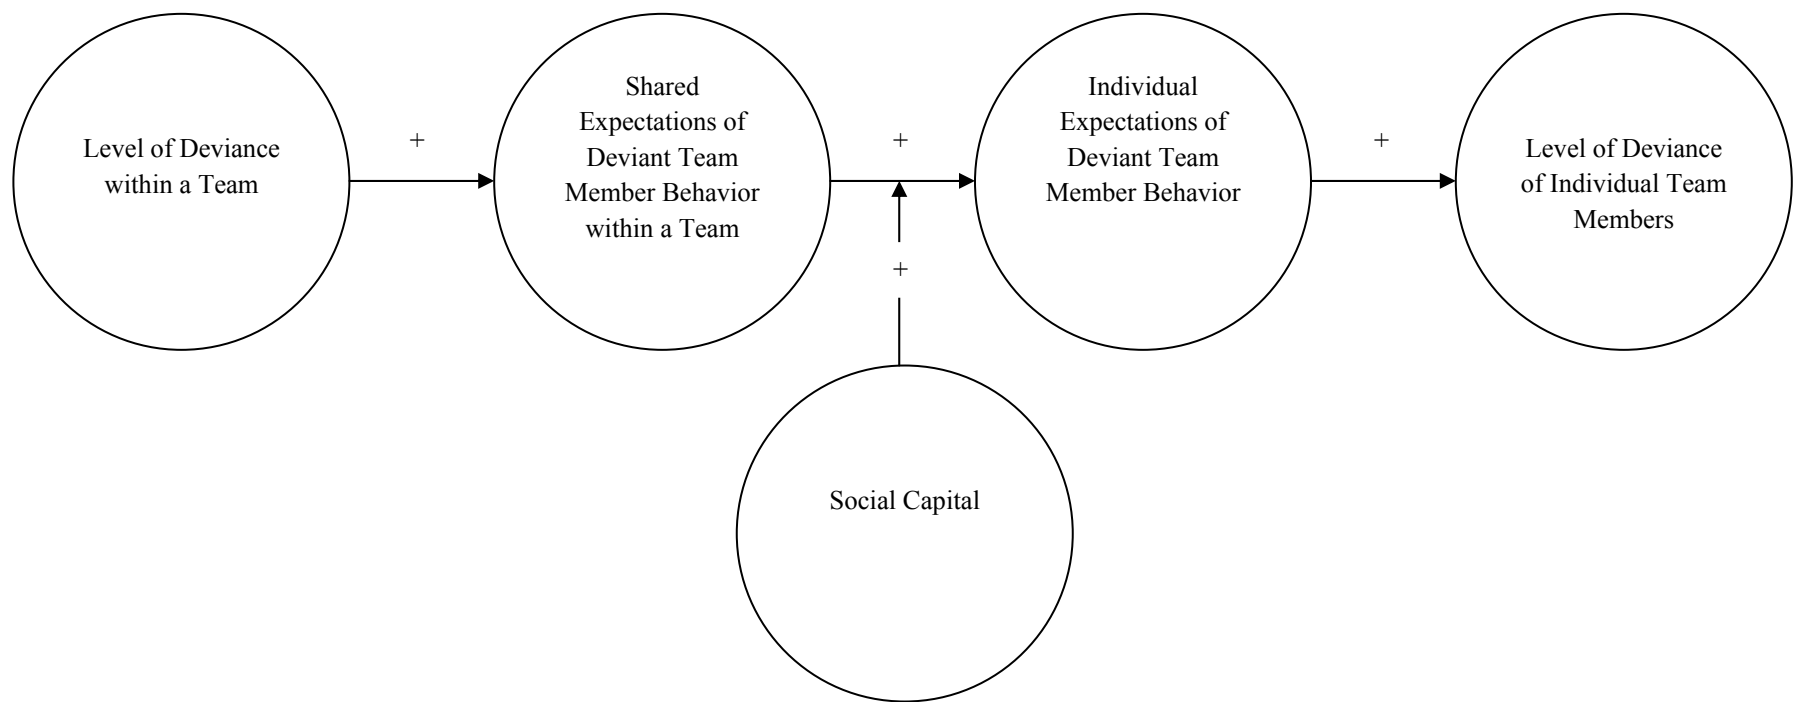 Level of Deviance
within a Team
+
Shared
Expectations of
Deviant Team
Member Behavior
within a Team
+
Individual
Expectations of
Deviant Team
Member Behavior
+
Level of Deviance
of Individual Team
Members
+
Social Capital